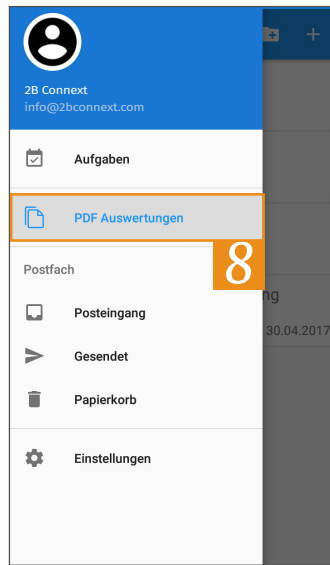 2B Connext
info@2bconnext.com
Aufgaben
PDF Auswertungen
8
Postfach
Posteingang
ng
30.04.2017
Gesendet
Papierkorb
Einstellungen